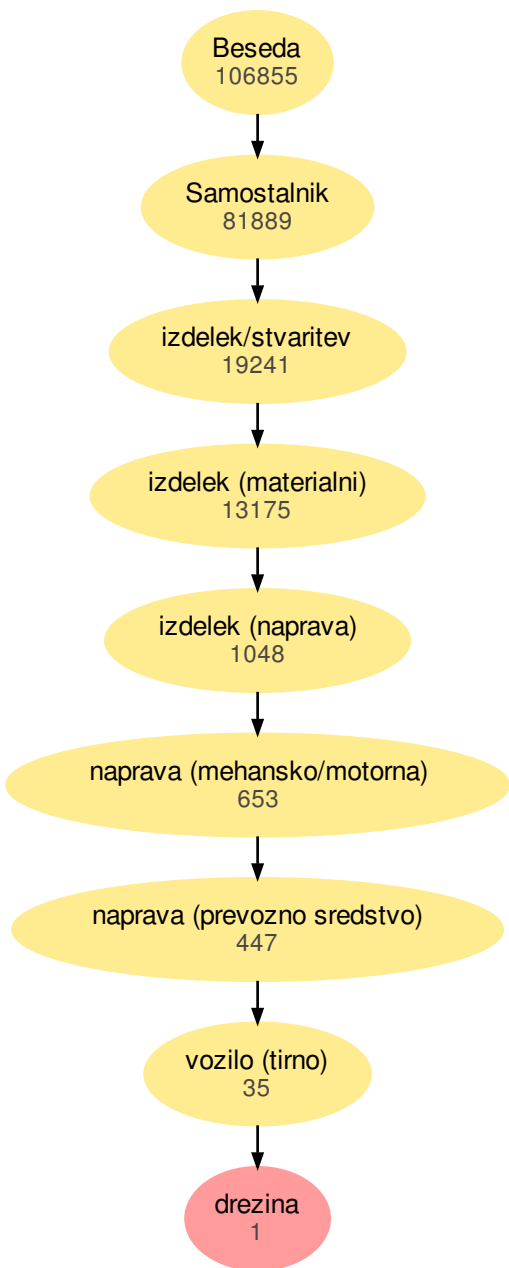 Beseda
106855
Samostalnik
81889
izdelek/stvaritev
19241
izdelek (materialni)
13175
izdelek (naprava)
1048
naprava (mehansko/motorna)
653
naprava (prevozno sredstvo)
447
vozilo (tirno)
35
drezina
1